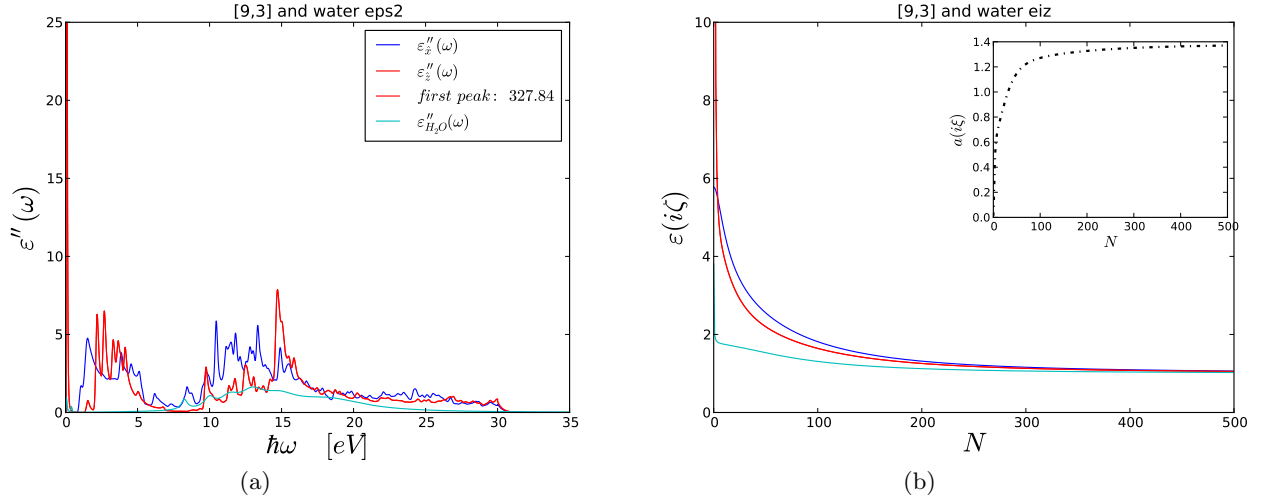 [9,3] and water eps2
ε''(ω)
25
20
15
10
5
0
0 5 10 15 20 25 30 35
ħω [eV]
ε''_x̂(ω)
ε''_ẑ(ω)
first peak: 327.84
ε''_{H₂O}(ω)
(a)
[9,3] and water eiz
ε(iζ)
10
8
6
4
2
0
0 100 200 300 400 500
N
a(iξ)
1.4
1.2
1.0
0.8
0.6
0.4
0.2
0.0
0 100 200 300 400 500
N
(b)